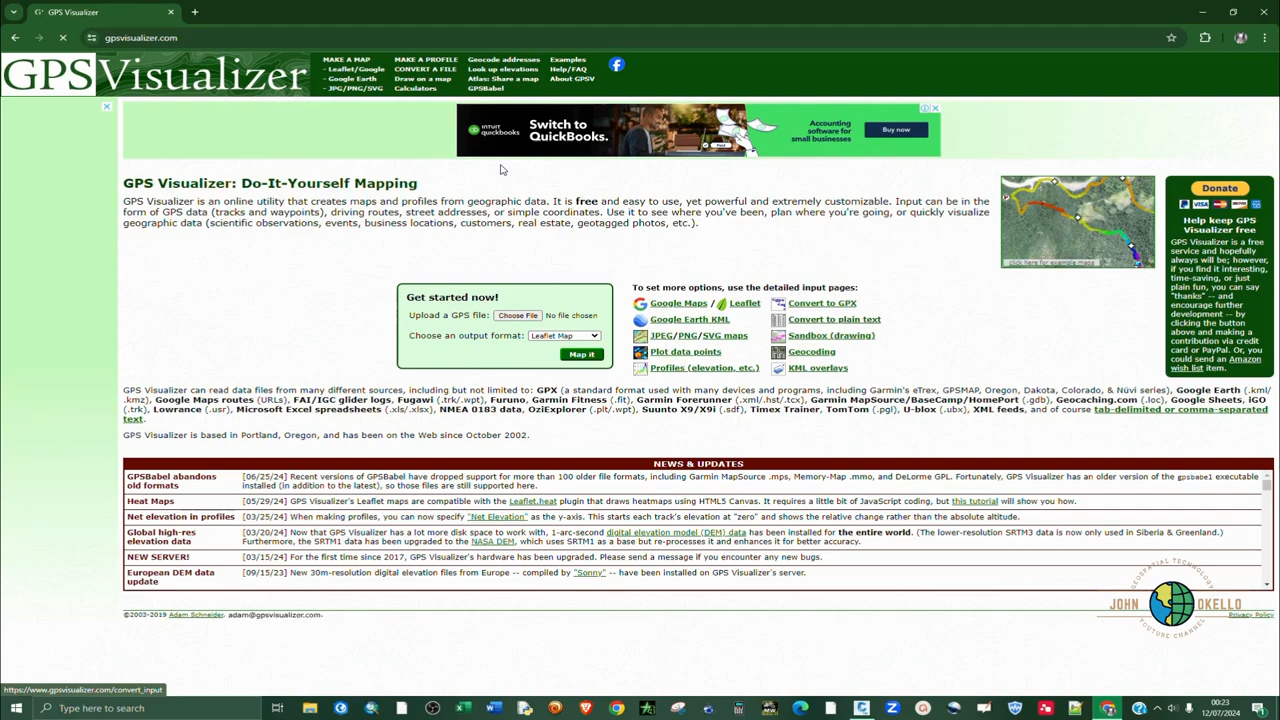 GPS Visualizer
gpsvisualizer.com
GPSVisualizer
MAKE A MAP
- Leaflet/Google
- Google Earth
- JPG/PNG/SVG
MAKE A PROFILE
CONVERT A FILE
Draw on a map
Calculators
Geocode addresses
Look up elevations
Atlas: Share a map
GPSBabel
Examples
Help/FAQ
About GPSV
INTUIT
quickbooks
Switch to
QuickBooks.
Accounting
software for
small businesses
Buy now
GPS Visualizer: Do-It-Yourself Mapping
GPS Visualizer is an online utility that creates maps and profiles from geographic data. It is free and easy to use, yet powerful and extremely customizable. Input can be in the
form of GPS data (tracks and waypoints), driving routes, street addresses, or simple coordinates. Use it to see where you've been, plan where you're going, or quickly visualize
geographic data (scientific observations, events, business locations, customers, real estate, geotagged photos, etc.).
click here for example maps
Donate
Help keep GPS
Visualizer free
GPS Visualizer is a free
service and hopefully
always will be; however,
if you find it interesting,
time-saving, or just
plain fun, you can say
"thanks" -- and
encourage further
development -- by
clicking the button
above and making a
contribution via credit
card or PayPal. Or, you
could send an Amazon
wish list item.
Get started now!
Upload a GPS file: Choose File No file chosen
Choose an output format: Leaflet Map
Map it
To set more options, use the detailed input pages:
Google Maps / Leaflet
Google Earth KML
JPEG/PNG/SVG maps
Plot data points
Profiles (elevation, etc.)
Convert to GPX
Convert to plain text
Sandbox (drawing)
Geocoding
KML overlays
GPS Visualizer can read data files from many different sources, including but not limited to: GPX (a standard format used with many devices and programs, including Garmin's eTrex, GPSMAP, Oregon, Dakota, Colorado, & Nüvi series), Google Earth (.kml/
.kmz), Google Maps routes (URLs), FAI/IGC glider logs, Fugawi (.trk/.wpt), Furuno, Garmin Fitness (.fit), Garmin Forerunner (.xml/.hst/.tcx), Garmin MapSource/BaseCamp/HomePort (.gdb), Geocaching.com (.loc), Google Sheets, iGO
(.trk), Lowrance (.usr), Microsoft Excel spreadsheets (.xls/.xlsx), NMEA 0183 data, OziExplorer (.plt/.wpt), Suunto X9/X9i (.sdf), Timex Trainer, TomTom (.pgl), U-blox (.ubx), XML feeds, and of course tab-delimited or comma-separated
text.
GPS Visualizer is based in Portland, Oregon, and has been on the Web since October 2002.
NEWS & UPDATES
GPSBabel abandons
old formats
[06/25/24] Recent versions of GPSBabel have dropped support for more than 100 older file formats, including Garmin MapSource .mps, Memory-Map .mmo, and DeLorme GPL. Fortunately, GPS Visualizer has an older version of the gpsbabel executable
installed (in addition to the latest), so those files are still supported here.
Heat Maps [05/29/24] GPS Visualizer's Leaflet maps are compatible with the Leaflet.heat plugin that draws heatmaps using HTML5 Canvas. It requires a little bit of JavaScript coding, but this tutorial will show you how.
Net elevation in profiles [03/25/24] When making profiles, you can now specify "Net Elevation" as the y-axis. This starts each track's elevation at "zero" and shows the relative change rather than the absolute altitude.
Global high-res
elevation data
[03/20/24] Now that GPS Visualizer has a lot more disk space to work with, 1-arc-second digital elevation model (DEM) data has been installed for the entire world. (The lower-resolution SRTM3 data is now only used in Siberia & Greenland.)
Furthermore, the SRTM1 data has been upgraded to the NASA DEM, which uses SRTM1 as a base but re-processes it and enhances it for better accuracy.
NEW SERVER! [03/15/24] For the first time since 2017, GPS Visualizer's hardware has been upgraded. Please send a message if you encounter any new bugs.
European DEM data
update
[09/15/23] New 30m-resolution digital elevation files from Europe -- compiled by "Sonny" -- have been installed on GPS Visualizer's server.
©2003-2019 Adam Schneider, adam@gpsvisualizer.com.
Privacy Policy
GEOSPATIAL TECHNOLOGY
JOHN OKELLO
YOUTUBE CHANNEL
https://www.gpsvisualizer.com/convert_input
Type here to search
00:23
12/07/2024